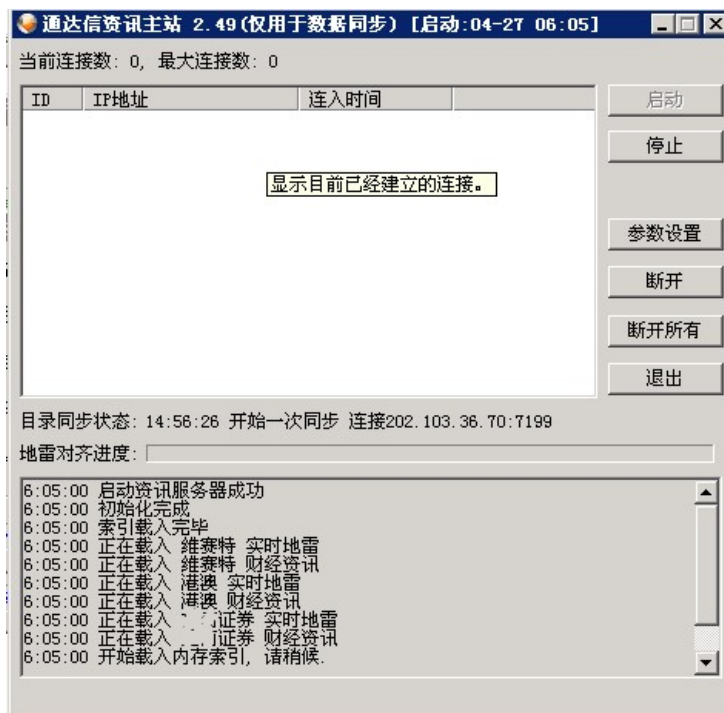 通达信资讯主站 2.49(仅用于数据同步) [启动:04-27 06:05]
当前连接数: 0, 最大连接数: 0
ID IP地址 连入时间
启动
停止
显示目前已经建立的连接。
参数设置
断开
断开所有
退出
目录同步状态: 14:56:26 开始一次同步 连接202.103.36.70:7199
地雷对齐进度:
6:05:00 启动资讯服务器成功
6:05:00 初始化完成
6:05:00 索引载入完毕
6:05:00 正在载入 维赛特 实时地雷
6:05:00 正在载入 维赛特 财经资讯
6:05:00 正在载入 港澳 实时地雷
6:05:00 正在载入 港澳 财经资讯
6:05:00 正在载入 证券 实时地雷
6:05:00 正在载入 证券 财经资讯
6:05:00 开始载入内存索引, 请稍候.